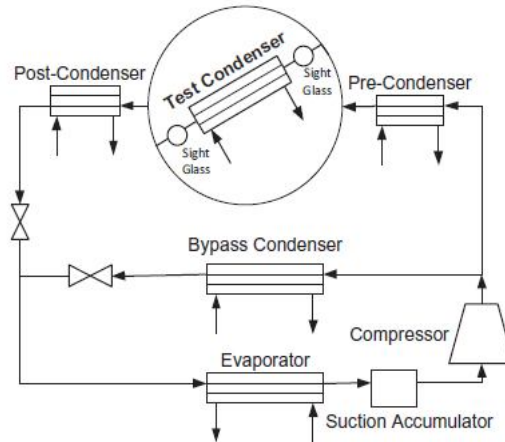 Post-Condenser
Test Condenser
Sight
Glass
Pre-Condenser
Sight
Glass
Bypass Condenser
Compressor
Evaporator
Suction Accumulator